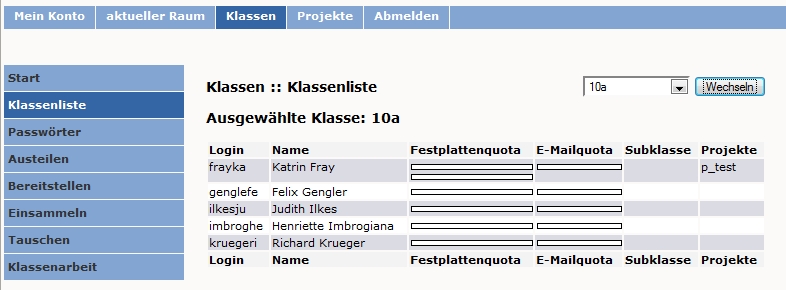 Mein Konto aktueller Raum Klassen Projekte Abmelden
Start
Klassenliste
Passwörter
Austeilen
Bereitstellen
Einsammeln
Tauschen
Klassenarbeit
Klassen :: Klassenliste 10a Wechseln
Ausgewählte Klasse: 10a
Login Name Festplattenquota E-Mailquota Subklasse Projekte
frayka Katrin Fray p_test
genglefe Felix Gengler
ilkesju Judith Ilkes
imbroghe Henriette Imbrogiana
kruegeri Richard Krueger
Login Name Festplattenquota E-Mailquota Subklasse Projekte